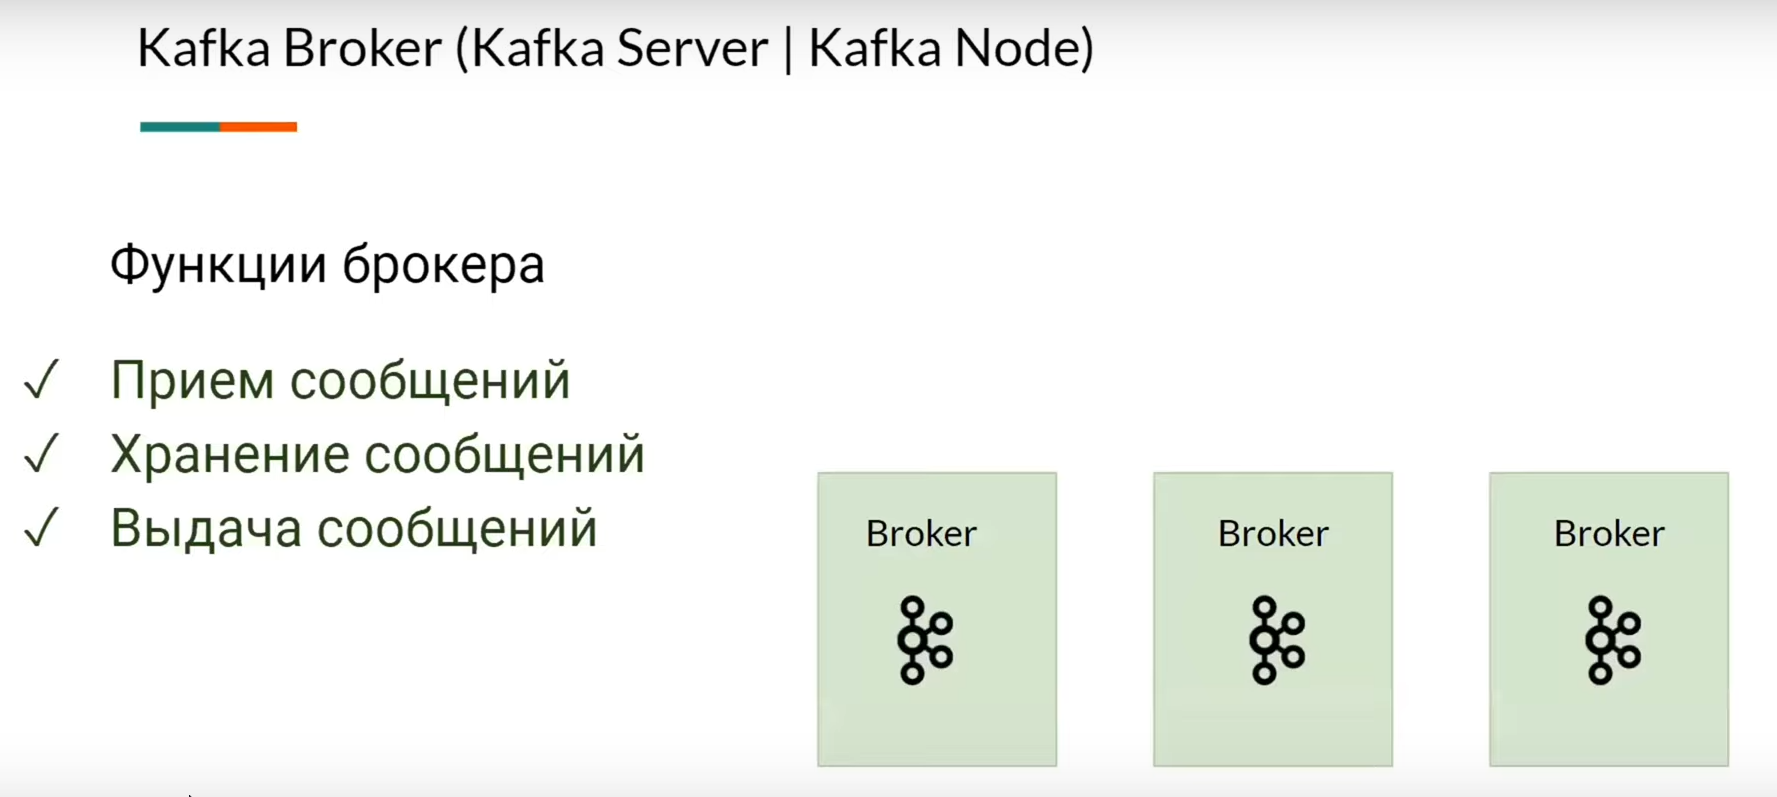 Kafka Broker (Kafka Server | Kafka Node)
Функции брокера
✓ Прием сообщений
✓ Хранение сообщений
✓ Выдача сообщений
Broker
Broker
Broker